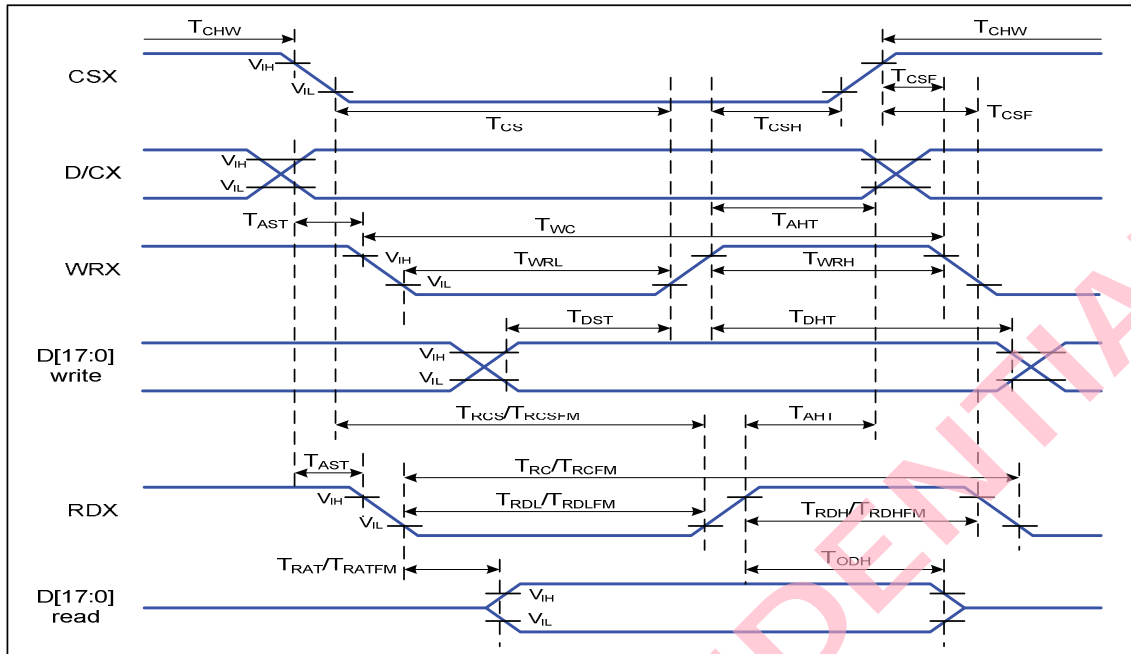 TCHW TCHW
CSX VIH
VIL
TCSF
TCS TCSH TCSF
D/CX VIH
VIL
TAST TWC TAHT
WRX VIH TWRL TWRH
VIL
TDST TDHT
D[17:0] write VIH
VIL
TRCS/TRCSFM TAHT
TAST TRC/TRCFM
RDX VIH TRDL/TRDLFM TRDH/TRDHFM
VIL
TRAT/TRATFM TODH
D[17:0] read VIH
VIL